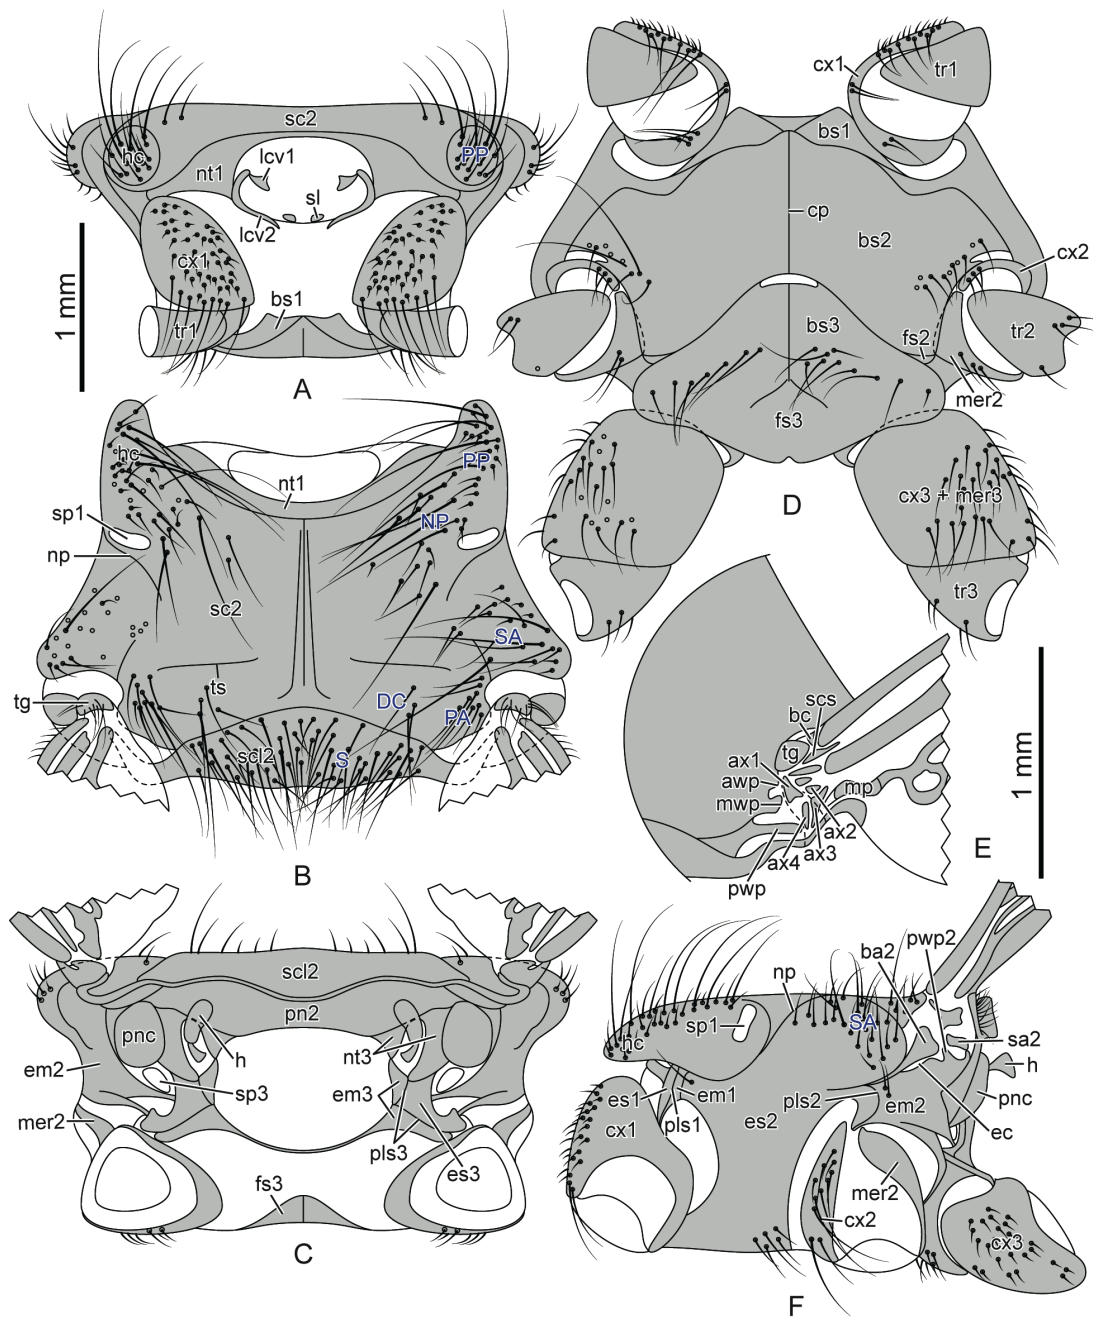 sc2
hc
PP
nt1
lcv1
sl
lcv2
cx1
bs1
tr1
1 mm
A
cx1
tr1
bs1
cp
bs2
cx2
bs3
fs2
tr2
mer2
fs3
cx3 + mer3
D
tr3
hc
PP
nt1
sp1
NP
np
sc2
SA
ts
tg
DC
PA
scl2
S
B
scs
bc
tg
ax1
awp
mp
mwp
ax2
ax3
ax4
pwp
E
1 mm
scl2
pn2
pnc
h
nt3
em2
sp3
em3
mer2
pls3
es3
fs3
C
pwp2
ba2
np
SA
sp1
hc
sa2
h
es1
em1
pls2
em2
pnc
cx1
pls1
es2
ec
mer2
cx2
cx3
F